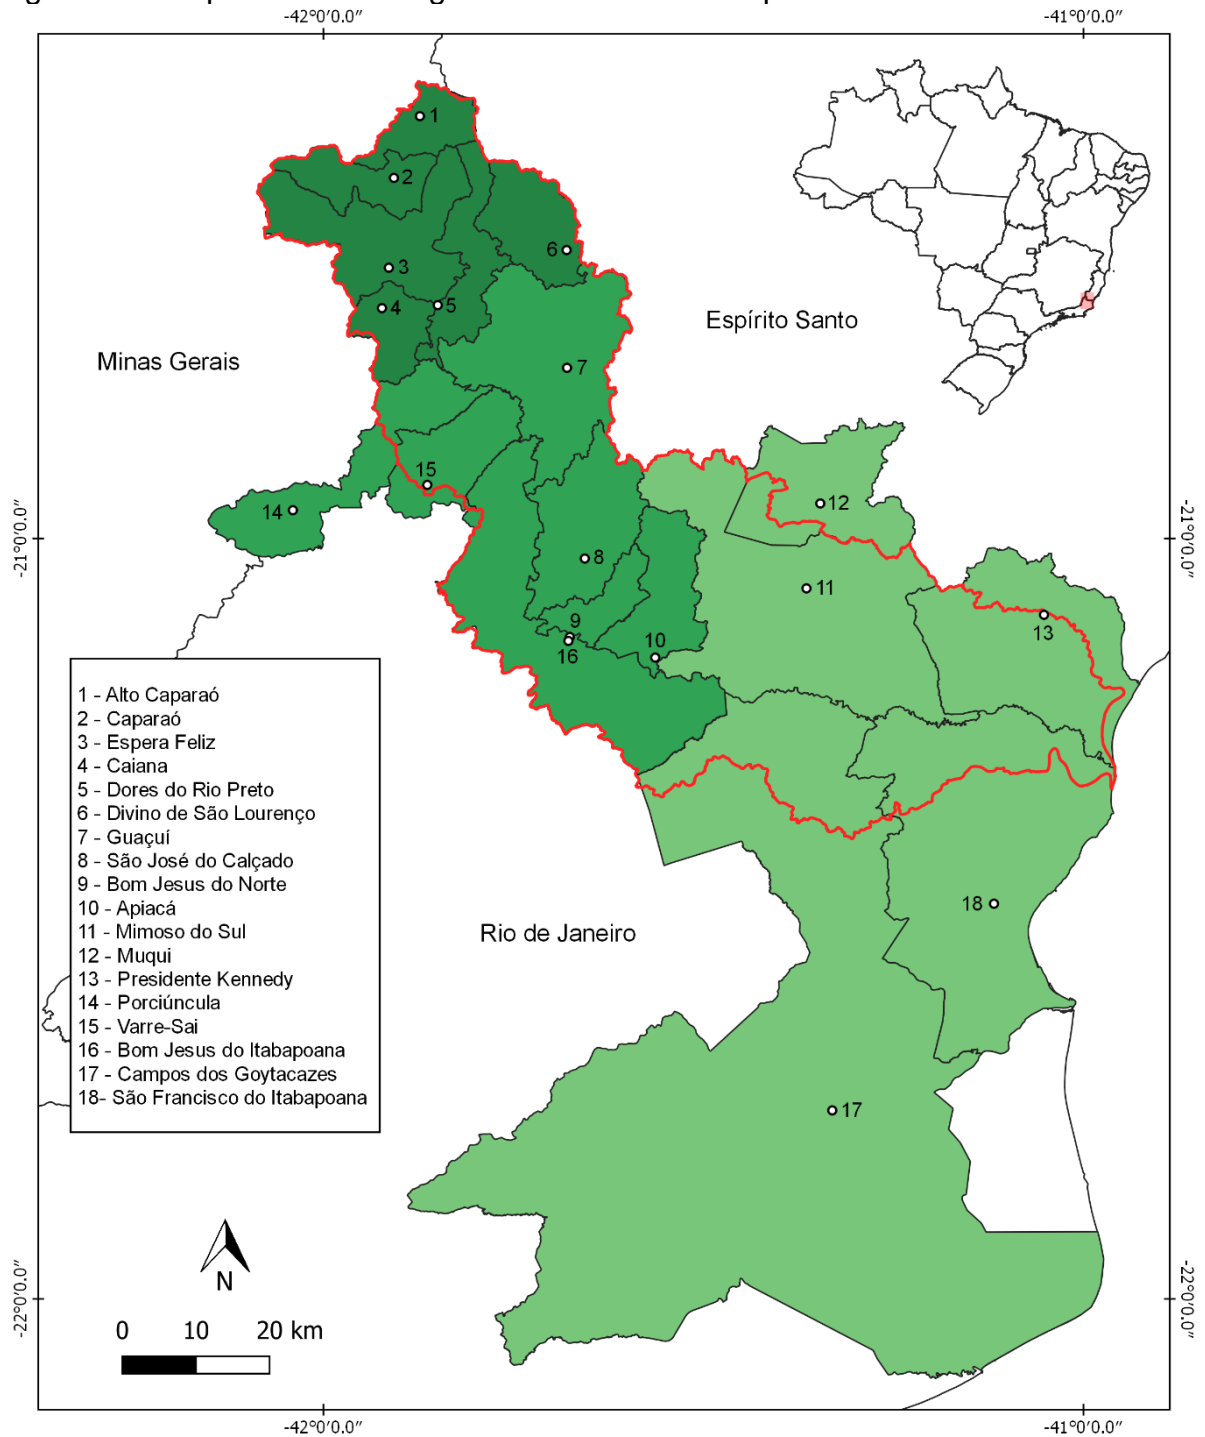 -42°0′0.0″
-41°0′0.0″
1
2
6
3
5
4
Espírito Santo
Minas Gerais
7
15
12
14
-21°0′0.0″
-21°0′0.0″
8
11
9
13
10
16
1 - Alto Caparaó
2 - Caparaó
3 - Espera Feliz
4 - Caiana
5 - Dores do Rio Preto
6 - Divino de São Lourenço
7 - Guaçuí
8 - São José do Calçado
9 - Bom Jesus do Norte
10 - Apiacá
11 - Mimoso do Sul
12 - Muqui
13 - Presidente Kennedy
14 - Porciúncula
15 - Varre-Sai
16 - Bom Jesus do Itabapoana
17 - Campos dos Goytacazes
18- São Francisco do Itabapoana
18
Rio de Janeiro
17
N
0 10 20 km
-22°0′0.0″
-22°0′0.0″
-42°0′0.0″
-41°0′0.0″